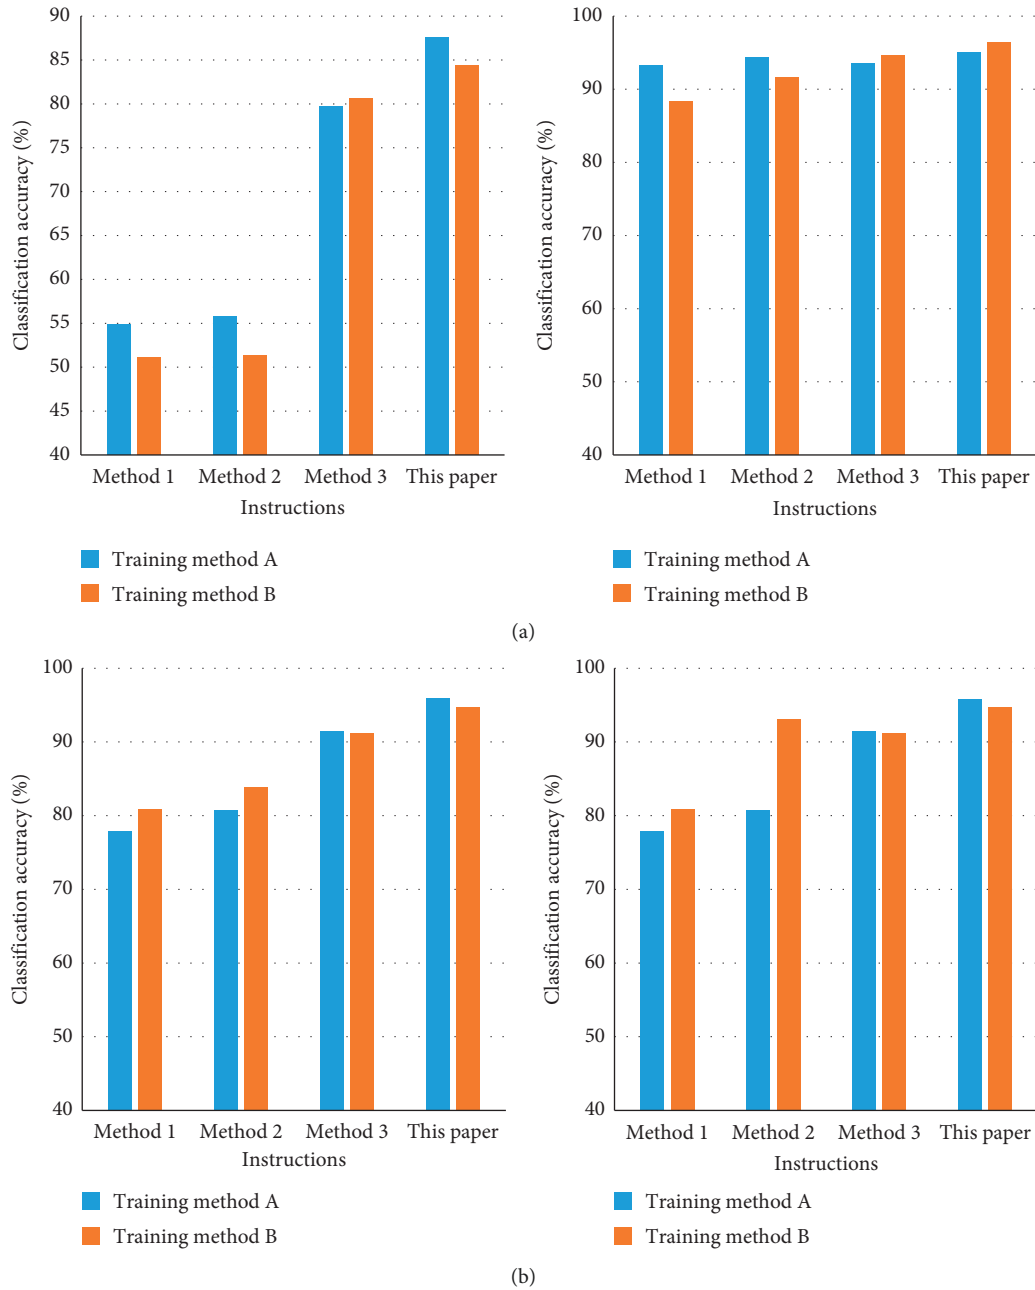 90
85
80
75
70
65
60
55
50
45
40
Classification accuracy (%)
Method 1 Method 2 Method 3 This paper
Instructions
Training method A
Training method B
100
90
80
70
60
50
40
Classification accuracy (%)
Method 1 Method 2 Method 3 This paper
Instructions
Training method A
Training method B
(a)
100
90
80
70
60
50
40
Classification accuracy (%)
Method 1 Method 2 Method 3 This paper
Instructions
Training method A
Training method B
100
90
80
70
60
50
40
Classification accuracy (%)
Method 1 Method 2 Method 3 This paper
Instructions
Training method A
Training method B
(b)